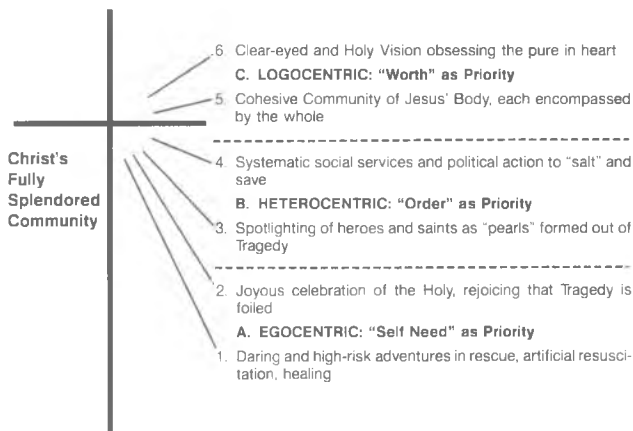 6. Clear-eyed and Holy Vision obsessing the pure in heart
C. LOGOCENTRIC: “Worth” as Priority
5. Cohesive Community of Jesus’ Body, each encompassed
by the whole
Christ’s
Fully
Splendored
Community
4. Systematic social services and political action to “salt” and
save
B. HETEROCENTRIC: “Order” as Priority
3. Spotlighting of heroes and saints as “pearls” formed out of
Tragedy
2. Joyous celebration of the Holy, rejoicing that Tragedy is
foiled
A. EGOCENTRIC: “Self Need” as Priority
1. Daring and high-risk adventures in rescue, artificial resusci-
tation, healing